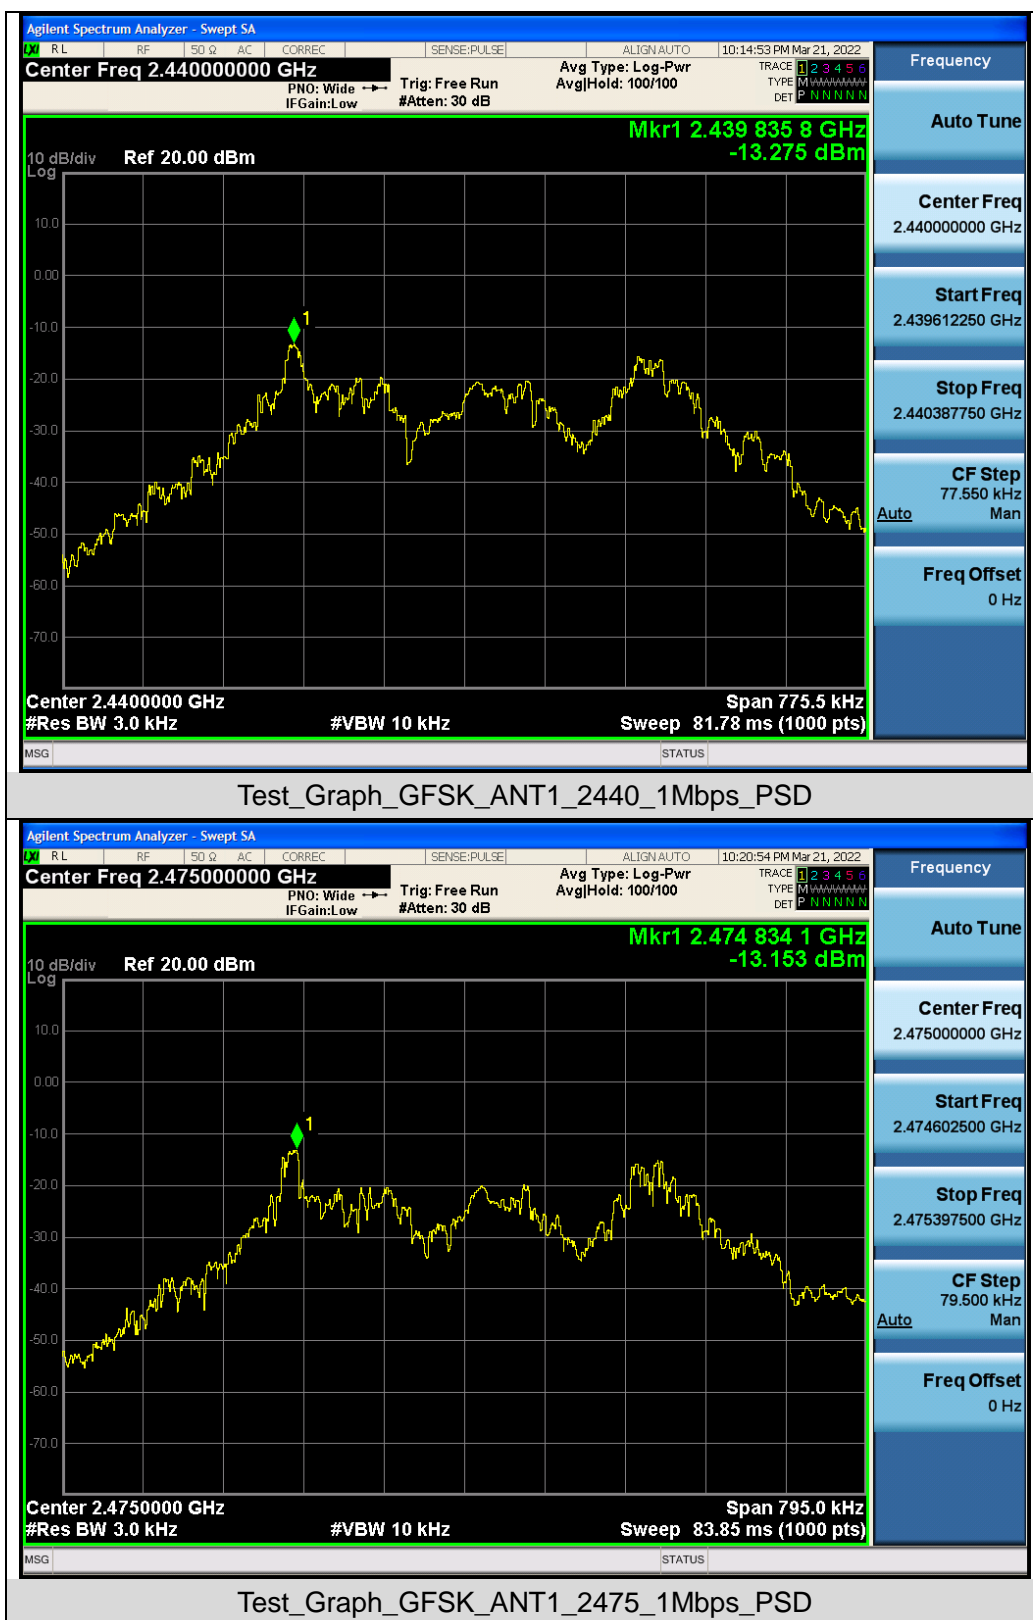 Agilent Spectrum Analyzer - Swept SA
LXI RL RF 50 Ω AC CORREC SENSE:PULSE ALIGN AUTO 10:14:53 PM Mar 21, 2022
Center Freq 2.440000000 GHz
PNO: Wide
IFGain:Low
Trig: Free Run
#Atten: 30 dB
Avg Type: Log-Pwr
Avg|Hold: 100/100
TRACE 1 2 3 4 5 6
TYPE M WWWWW
DET P N N N N N
Mkr1 2.439 835 8 GHz
-13.275 dBm
10 dB/div Ref 20.00 dBm
Log
10.0
0.00
-10.0
-20.0
-30.0
-40.0
-50.0
-60.0
-70.0
1
Center 2.4400000 GHz Span 775.5 kHz
#Res BW 3.0 kHz #VBW 10 kHz Sweep 81.78 ms (1000 pts)
MSG STATUS
Frequency
Auto Tune
Center Freq
2.440000000 GHz
Start Freq
2.439612250 GHz
Stop Freq
2.440387750 GHz
CF Step
77.550 kHz
Auto Man
Freq Offset
0 Hz
Test_Graph_GFSK_ANT1_2440_1Mbps_PSD
Agilent Spectrum Analyzer - Swept SA
LXI RL RF 50 Ω AC CORREC SENSE:PULSE ALIGN AUTO 10:20:54 PM Mar 21, 2022
Center Freq 2.475000000 GHz
PNO: Wide
IFGain:Low
Trig: Free Run
#Atten: 30 dB
Avg Type: Log-Pwr
Avg|Hold: 100/100
TRACE 1 2 3 4 5 6
TYPE M WWWWW
DET P N N N N N
Mkr1 2.474 834 1 GHz
-13.153 dBm
10 dB/div Ref 20.00 dBm
Log
10.0
0.00
-10.0
-20.0
-30.0
-40.0
-50.0
-60.0
-70.0
1
Center 2.4750000 GHz Span 795.0 kHz
#Res BW 3.0 kHz #VBW 10 kHz Sweep 83.85 ms (1000 pts)
MSG STATUS
Frequency
Auto Tune
Center Freq
2.475000000 GHz
Start Freq
2.474602500 GHz
Stop Freq
2.475397500 GHz
CF Step
79.500 kHz
Auto Man
Freq Offset
0 Hz
Test_Graph_GFSK_ANT1_2475_1Mbps_PSD